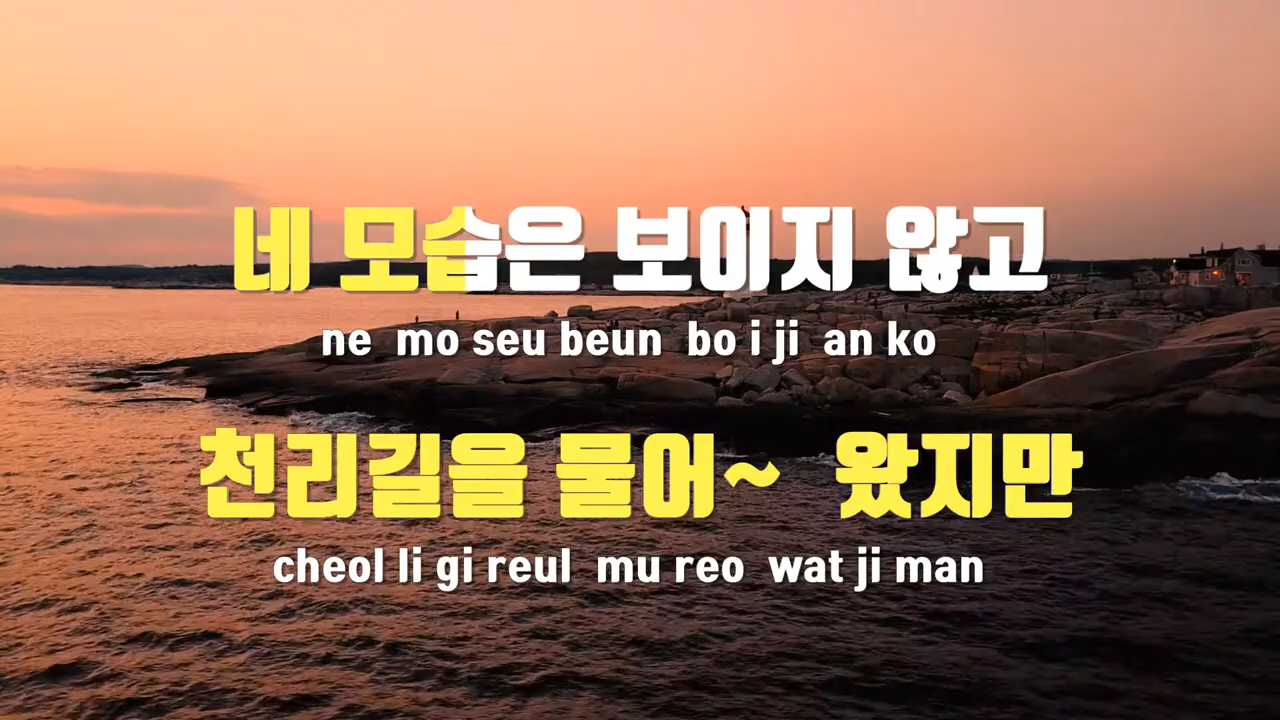 네 모습은 보이지 않고
ne mo seu beun bo i ji an ko
천리길을 물어~ 왔지만
cheol li gi reul mu reo wat ji man